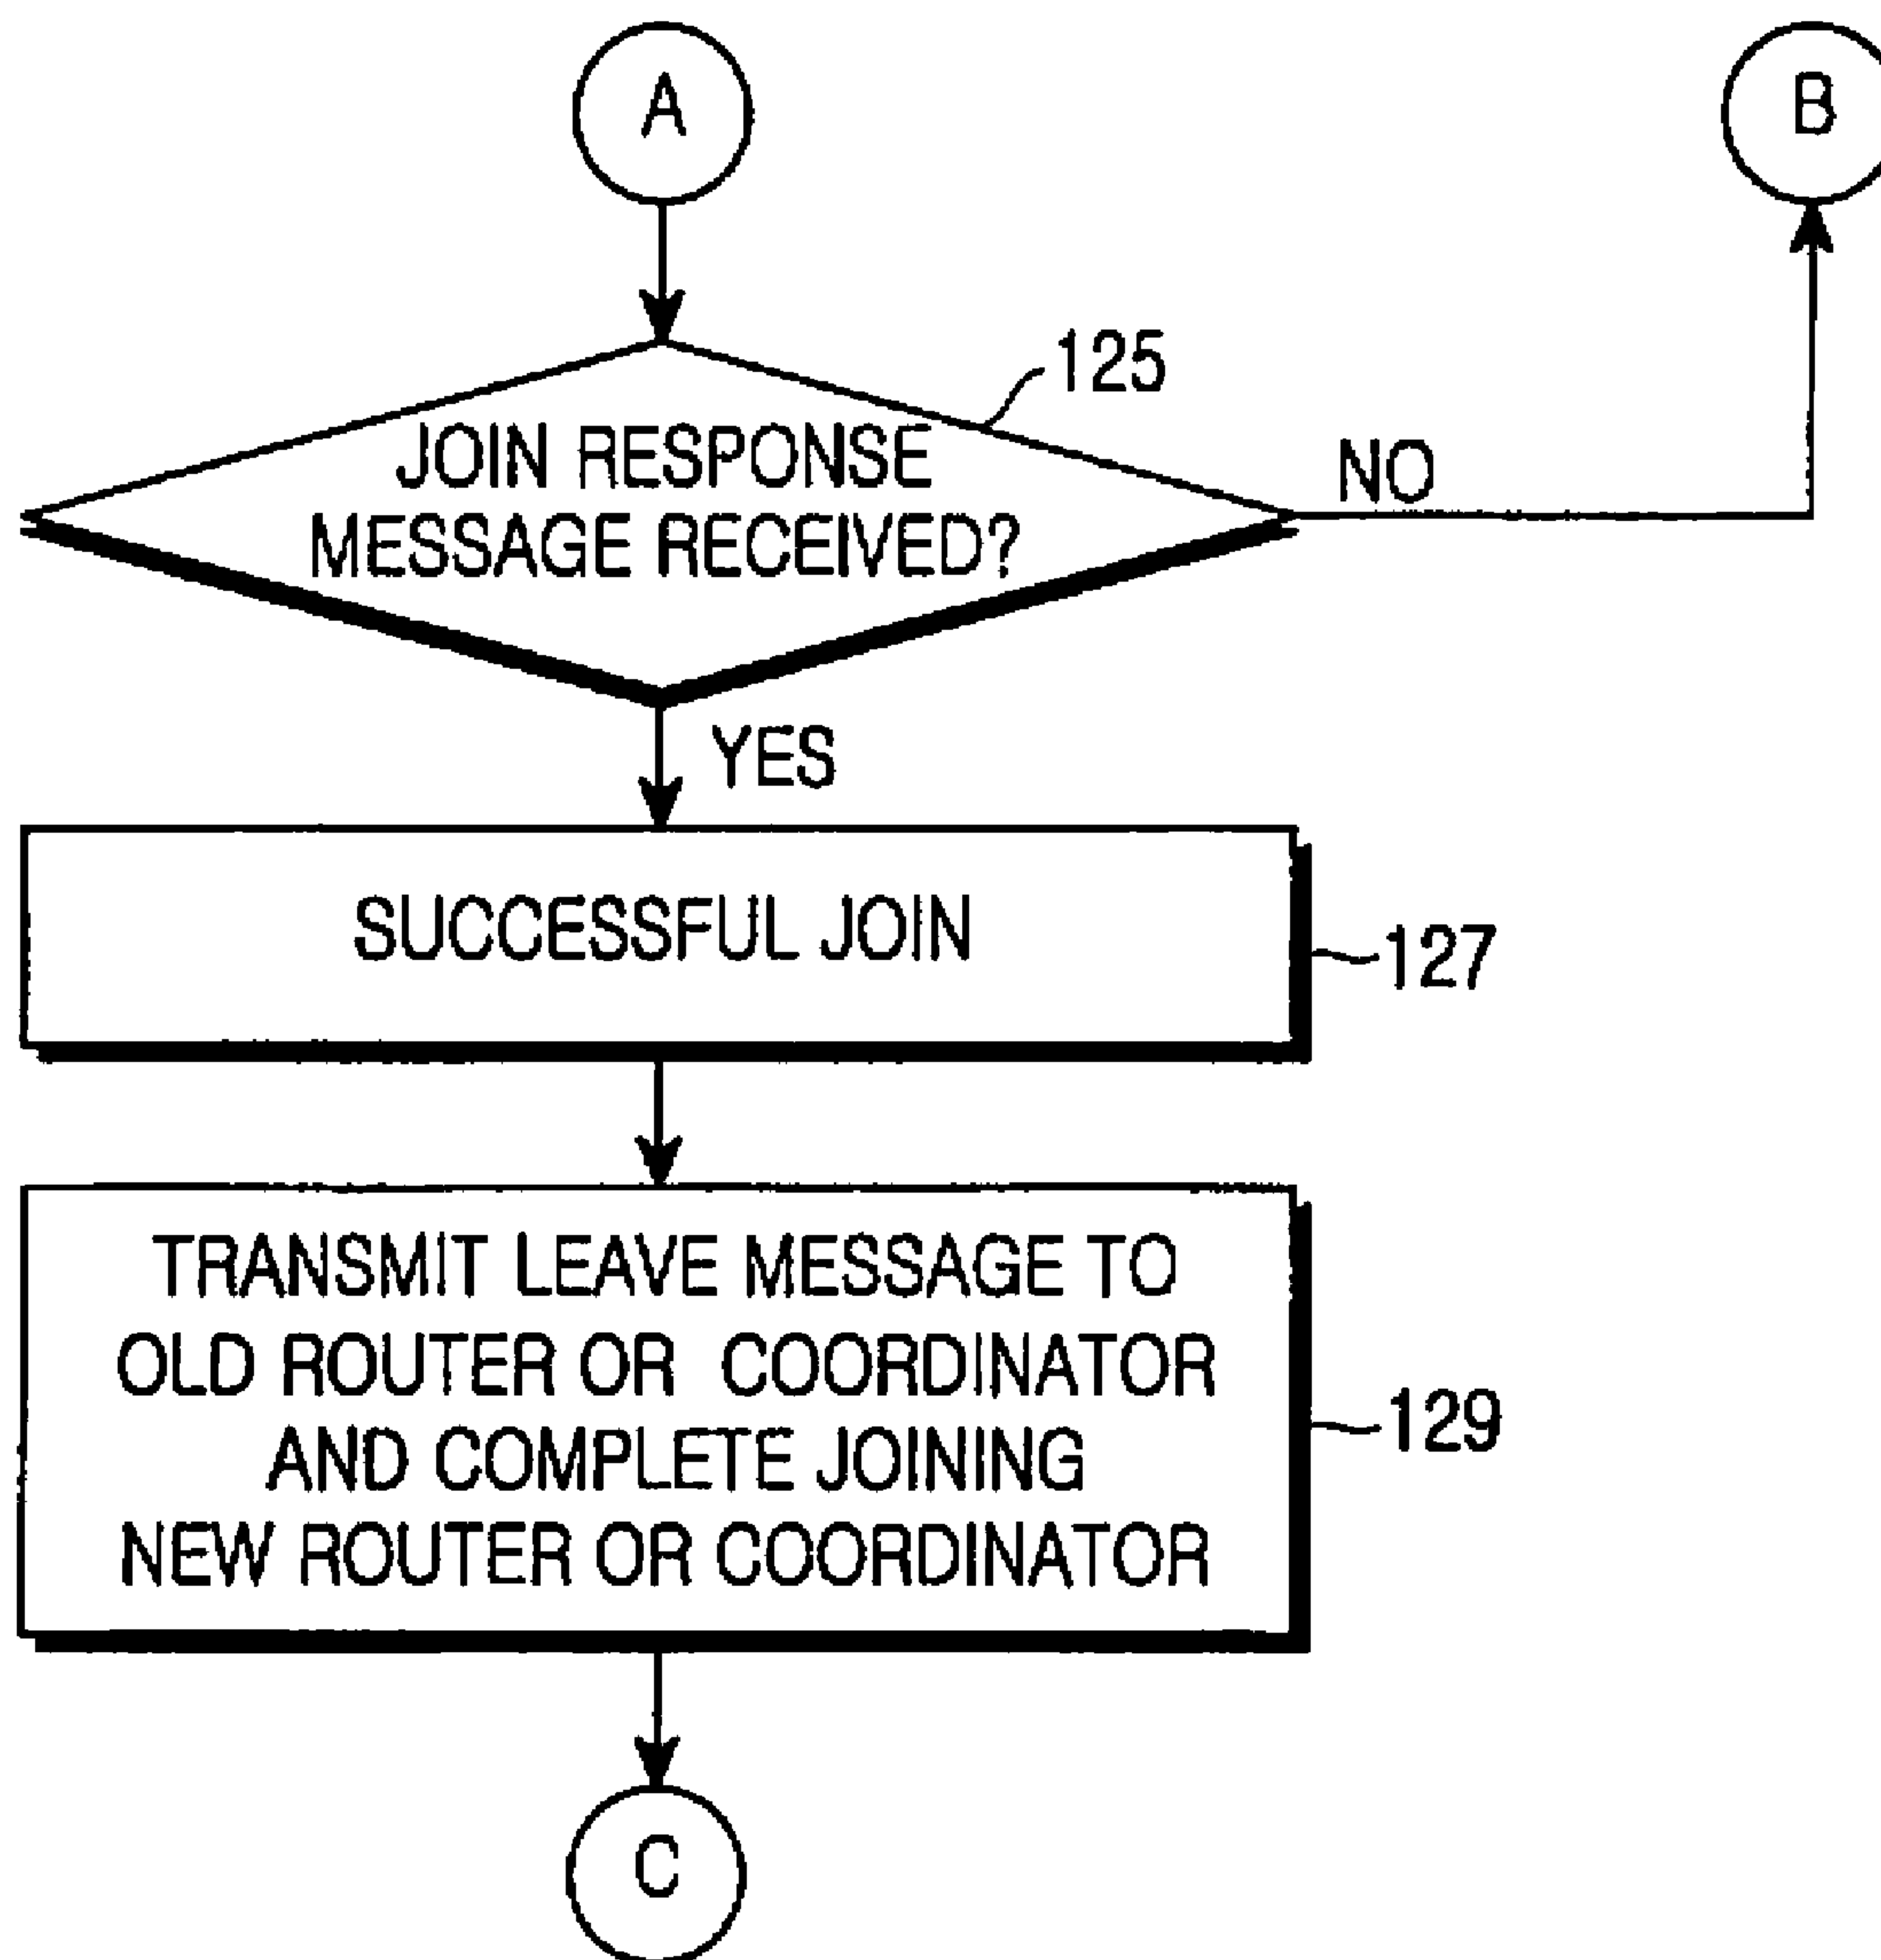 A
B
125
JOIN RESPONSE
MESSAGE RECEIVED?
NO
YES
SUCCESSFUL JOIN
127
TRANSMIT LEAVE MESSAGE TO
OLD ROUTER OR COORDINATOR
AND COMPLETE JOINING
NEW ROUTER OR COORDINATOR
129
C